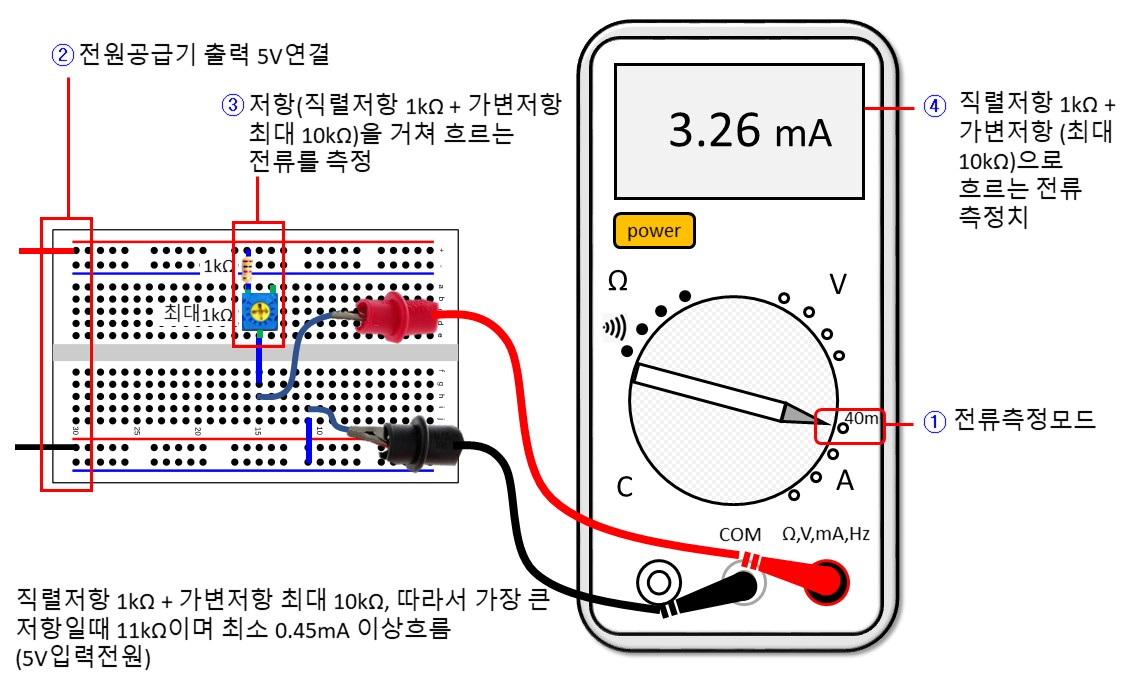 ② 전원공급기 출력 5V연결
③ 저항(직렬저항 1kΩ + 가변저항
최대 10kΩ)을 거쳐 흐르는
전류를 측정
3.26 mA
④ 직렬저항 1kΩ +
가변저항 (최대
10kΩ)으로
흐르는 전류
측정치
power
Ω
V
1kΩ
최대1kΩ
+
-
a
b
d
e
f
g
h
i
j
30
25
20
15
10
40m
① 전류측정모드
C
A
COM
Ω,V,mA,Hz
직렬저항 1kΩ + 가변저항 최대 10kΩ, 따라서 가장 큰
저항일때 11kΩ이며 최소 0.45mA 이상흐름
(5V입력전원)